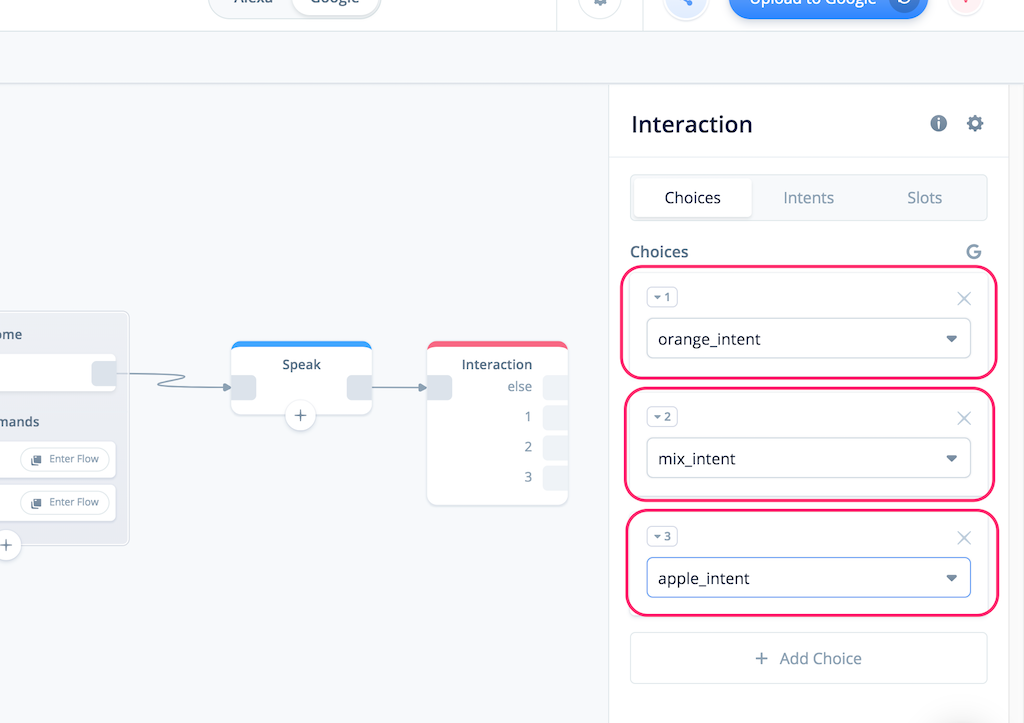 Alexa
Google
Upload to Google
Interaction
Choices
Intents
Slots
Choices
G
1
orange_intent
2
mix_intent
3
apple_intent
+ Add Choice
ome
mands
Enter Flow
Enter Flow
+
Speak
+
Interaction
else
1
2
3